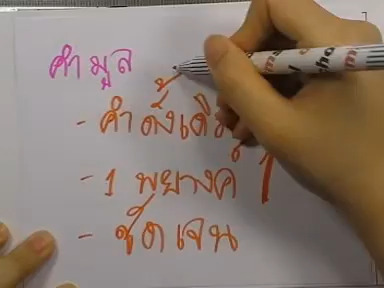 คำมูล
- คำดั้งเดิม
- 1 พยางค์ ↑
- ชัดเจน